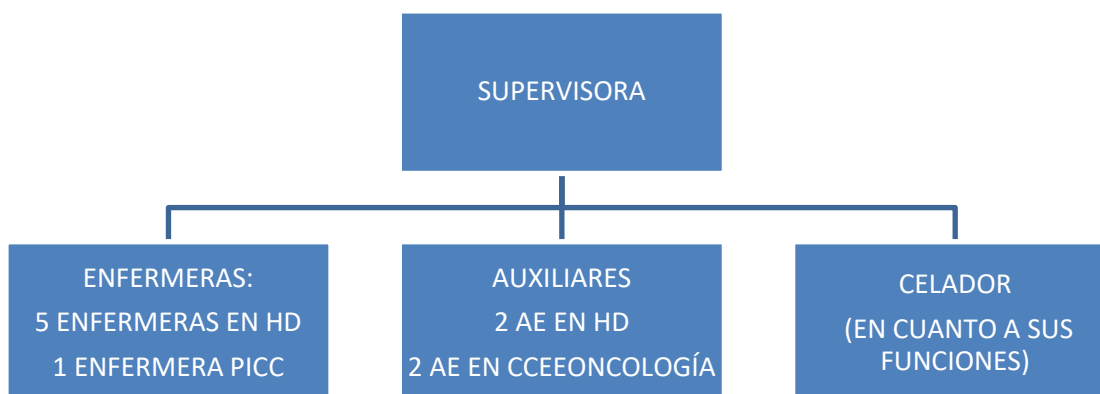 SUPERVISORA
ENFERMERAS:
5 ENFERMERAS EN HD
1 ENFERMERA PICC
AUXILIARES
2 AE EN HD
2 AE EN CCEEONCOLOGÍA
CELADOR
(EN CUANTO A SUS
FUNCIONES)